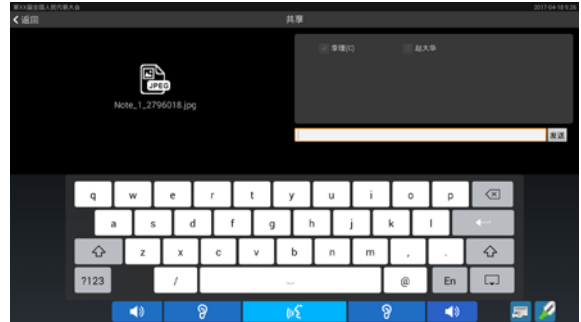 第XX届全国人民代表大会 2017-04-18 9:26
返回 共享
李理(C) 赵大华
JPEG
Note_1_2796018.jpg
发送
q w e r t y u i o p
a s d f g h j k l
z x c v b n m , .
?123 / @ En